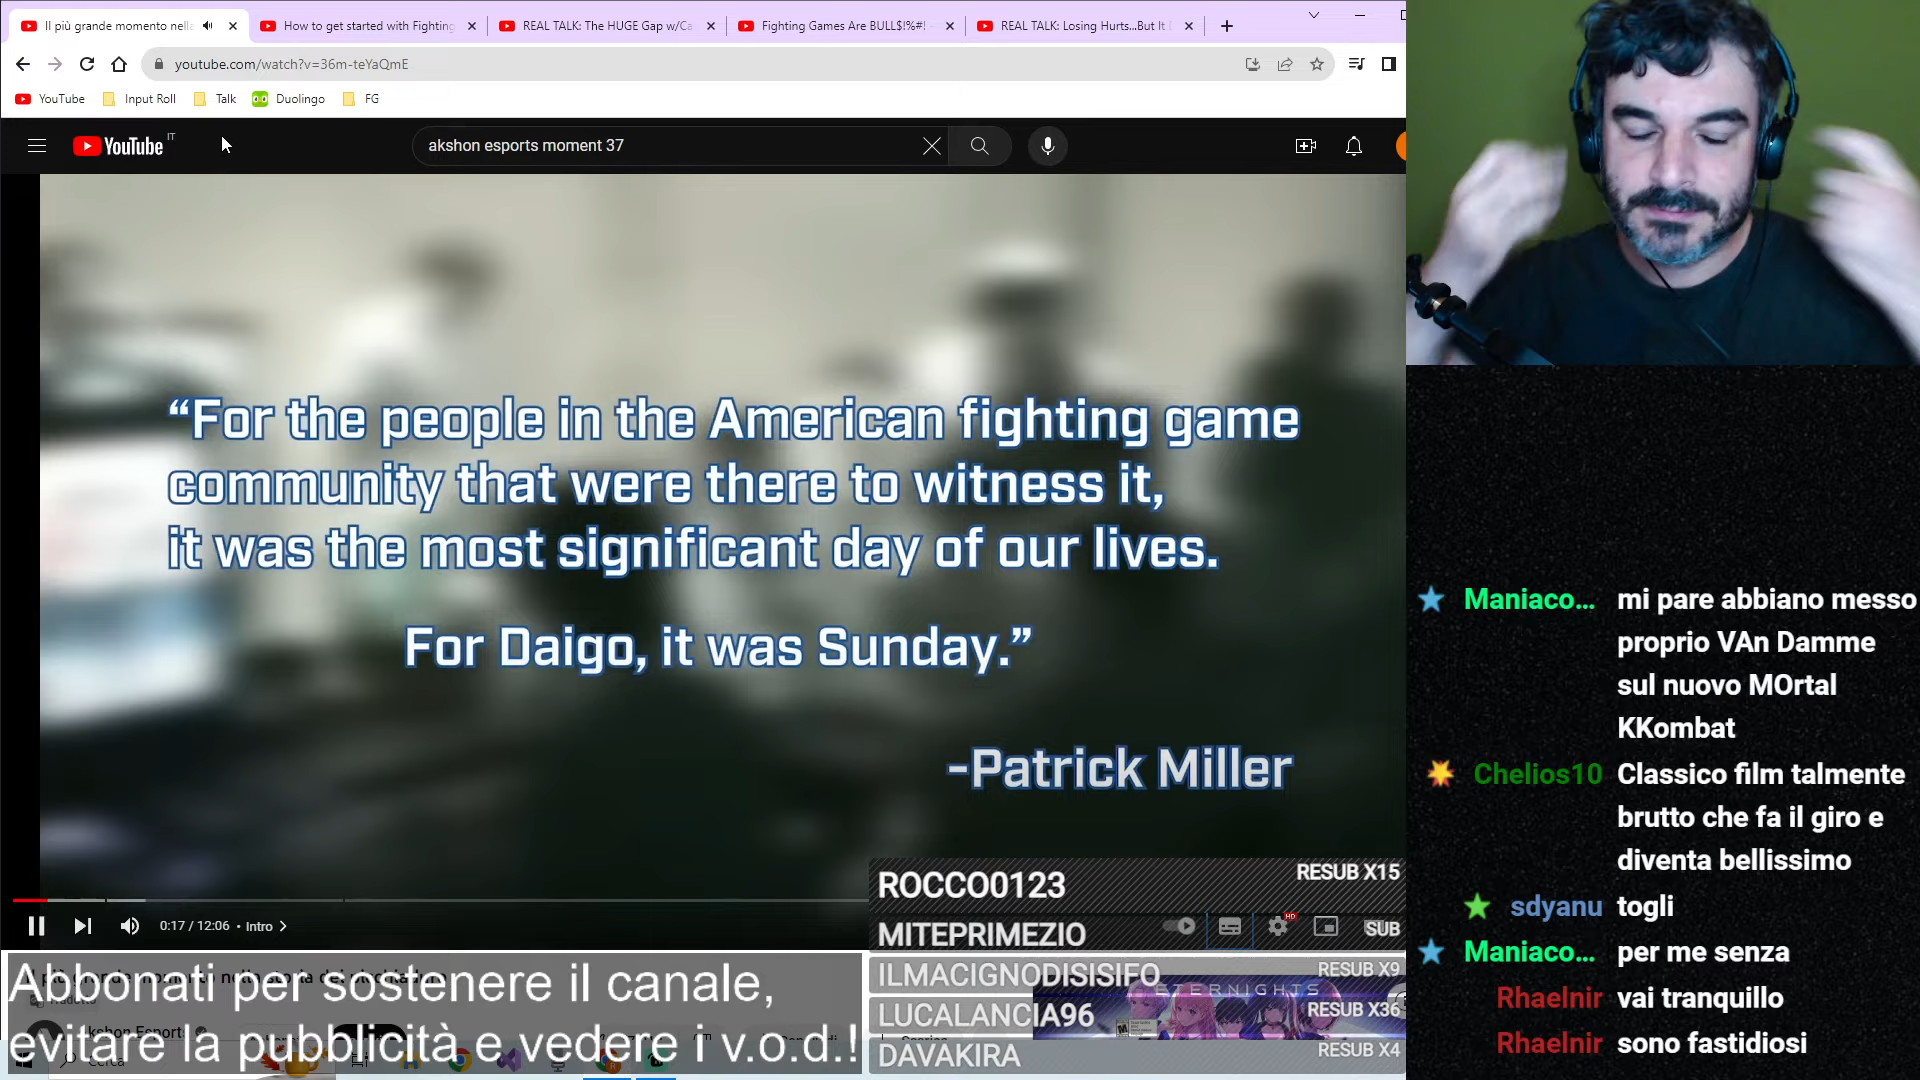 Il più grande momento nella
How to get started with Fighting
REAL TALK: The HUGE Gap w/Ca
Fighting Games Are BULL$!%#! -
REAL TALK: Losing Hurts...But It
youtube.com/watch?v=36m-teYaQmE
YouTube
Input Roll
Talk
Duolingo
FG
YouTube IT
akshon esports moment 37
“For the people in the American fighting game
community that were there to witness it,
it was the most significant day of our lives.
For Daigo, it was Sunday.”
-Patrick Miller
0:17 / 12:06 • Intro
HD
ROCCO0123 RESUB X15
MITEPRIMEZIO SUB
ILMACIGNODISISIFO RESUB X9
LUCALANCIA96 RESUB X36
DAVAKIRA RESUB X4
ETERNIGHTS
Abbonati per sostenere il canale,
evitare la pubblicità e vedere i v.o.d.!
Cerca
Maniaco... mi pare abbiano messo
proprio VAn Damme
sul nuovo MOrtal
KKombat
Chelios10 Classico film talmente
brutto che fa il giro e
diventa bellissimo
sdyanu togli
Maniaco... per me senza
Rhaelnir vai tranquillo
Rhaelnir sono fastidiosi